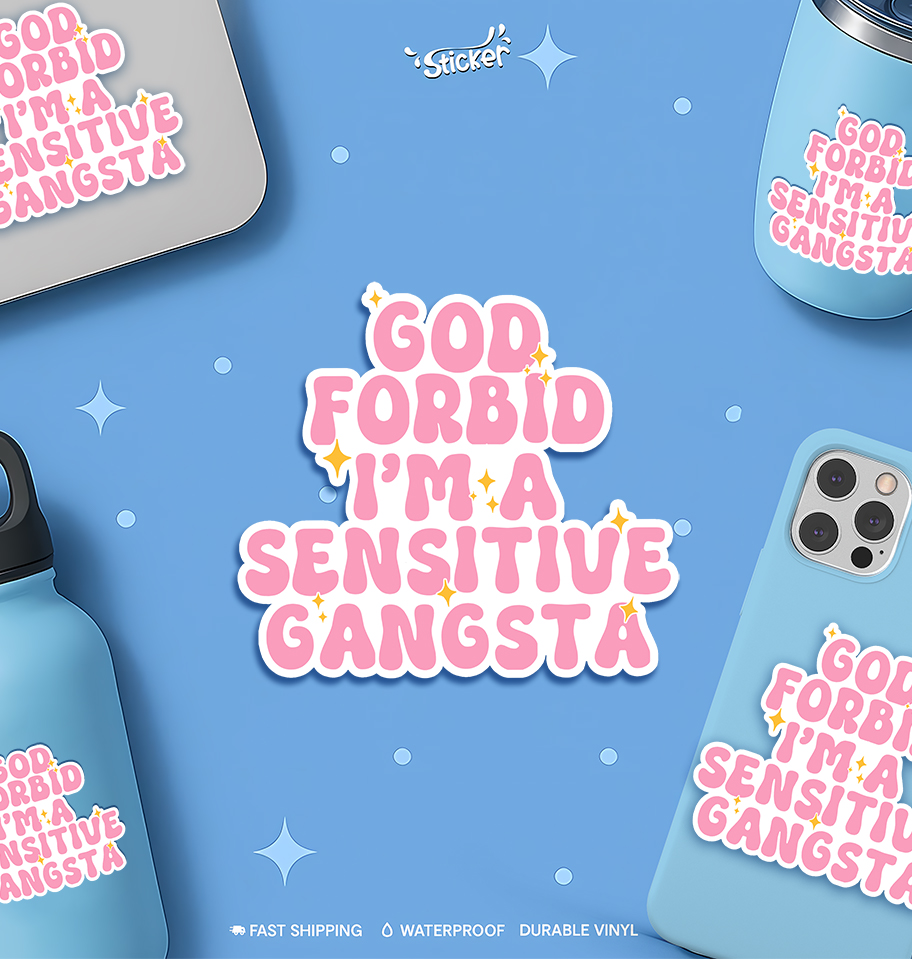 Sticker
GOD
FORBID
I'M A
SENSITIVE
GANGSTA
GOD
FORBID
I'M A
SENSITIVE
GANGSTA
GOD
FORBID
I'M A
SENSITIVE
GANGSTA
GOD
FORBID
I'M A
SENSITIVE
GANGSTA
GOD
FORBID
I'M A
SENSITIVE
GANGSTA
FAST SHIPPING WATERPROOF DURABLE VINYL